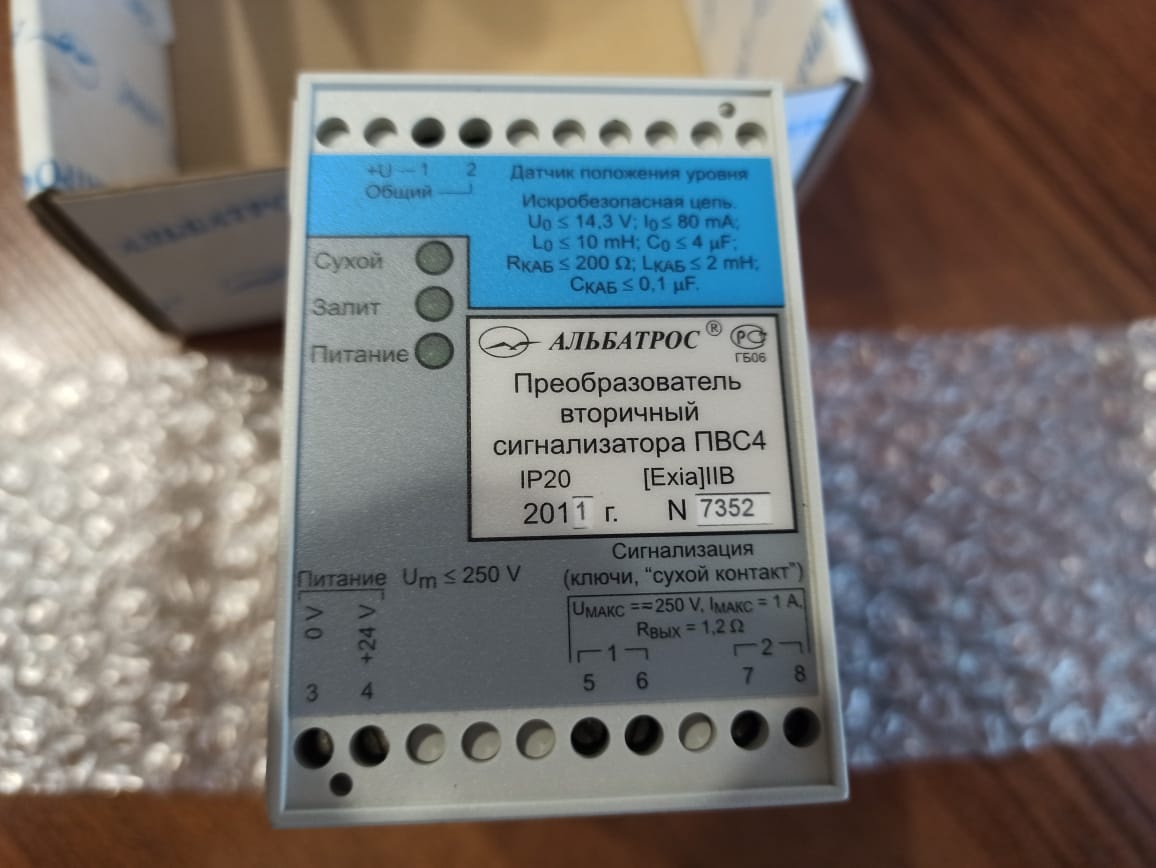 +U 1 2
Общий
Датчик положения уровня
Искробезопасная цепь.
U0 ≤ 14,3 V; I0 ≤ 80 mA;
L0 ≤ 10 mH; C0 ≤ 4 μF;
RКАБ ≤ 200 Ω; LКАБ ≤ 2 mH;
CКАБ ≤ 0,1 μF.
Сухой
Залит
Питание
АЛЬБАТРОС ®
РСТ
ГБ06
Преобразователь
вторичный
сигнализатора ПВС4
IP20 [Exia]IIB
2011 г. N 7352
Сигнализация
(ключи, “сухой контакт”)
Питание Um ≤ 250 V
UМАКС ==250 V, IМАКС = 1 A,
RВЫХ = 1,2 Ω
0 V
+24 V
1 2
3 4 5 6 7 8
АЛЬБАТРОС